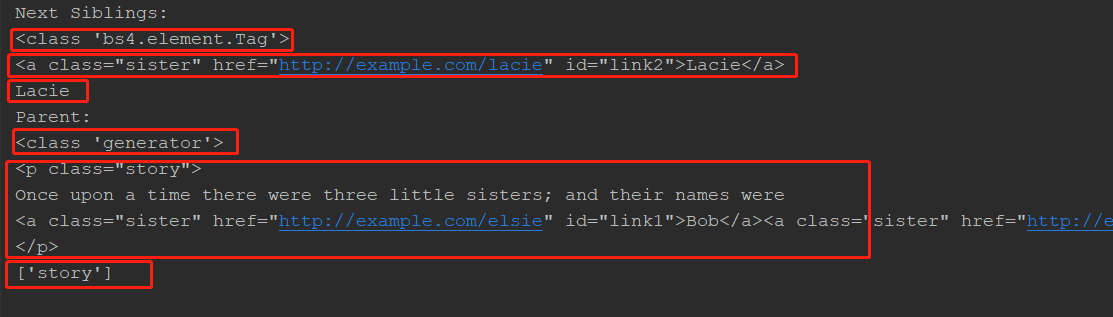 Next Siblings:
<class 'bs4.element.Tag'>
<a class="sister" href="http://example.com/lacie" id="link2">Lacie</a>
Lacie
Parent:
<class 'generator'>
<p class="story">
Once upon a time there were three little sisters; and their names were
<a class="sister" href="http://example.com/elsie" id="link1">Bob</a><a class="sister" href="http://e
</p>
['story']